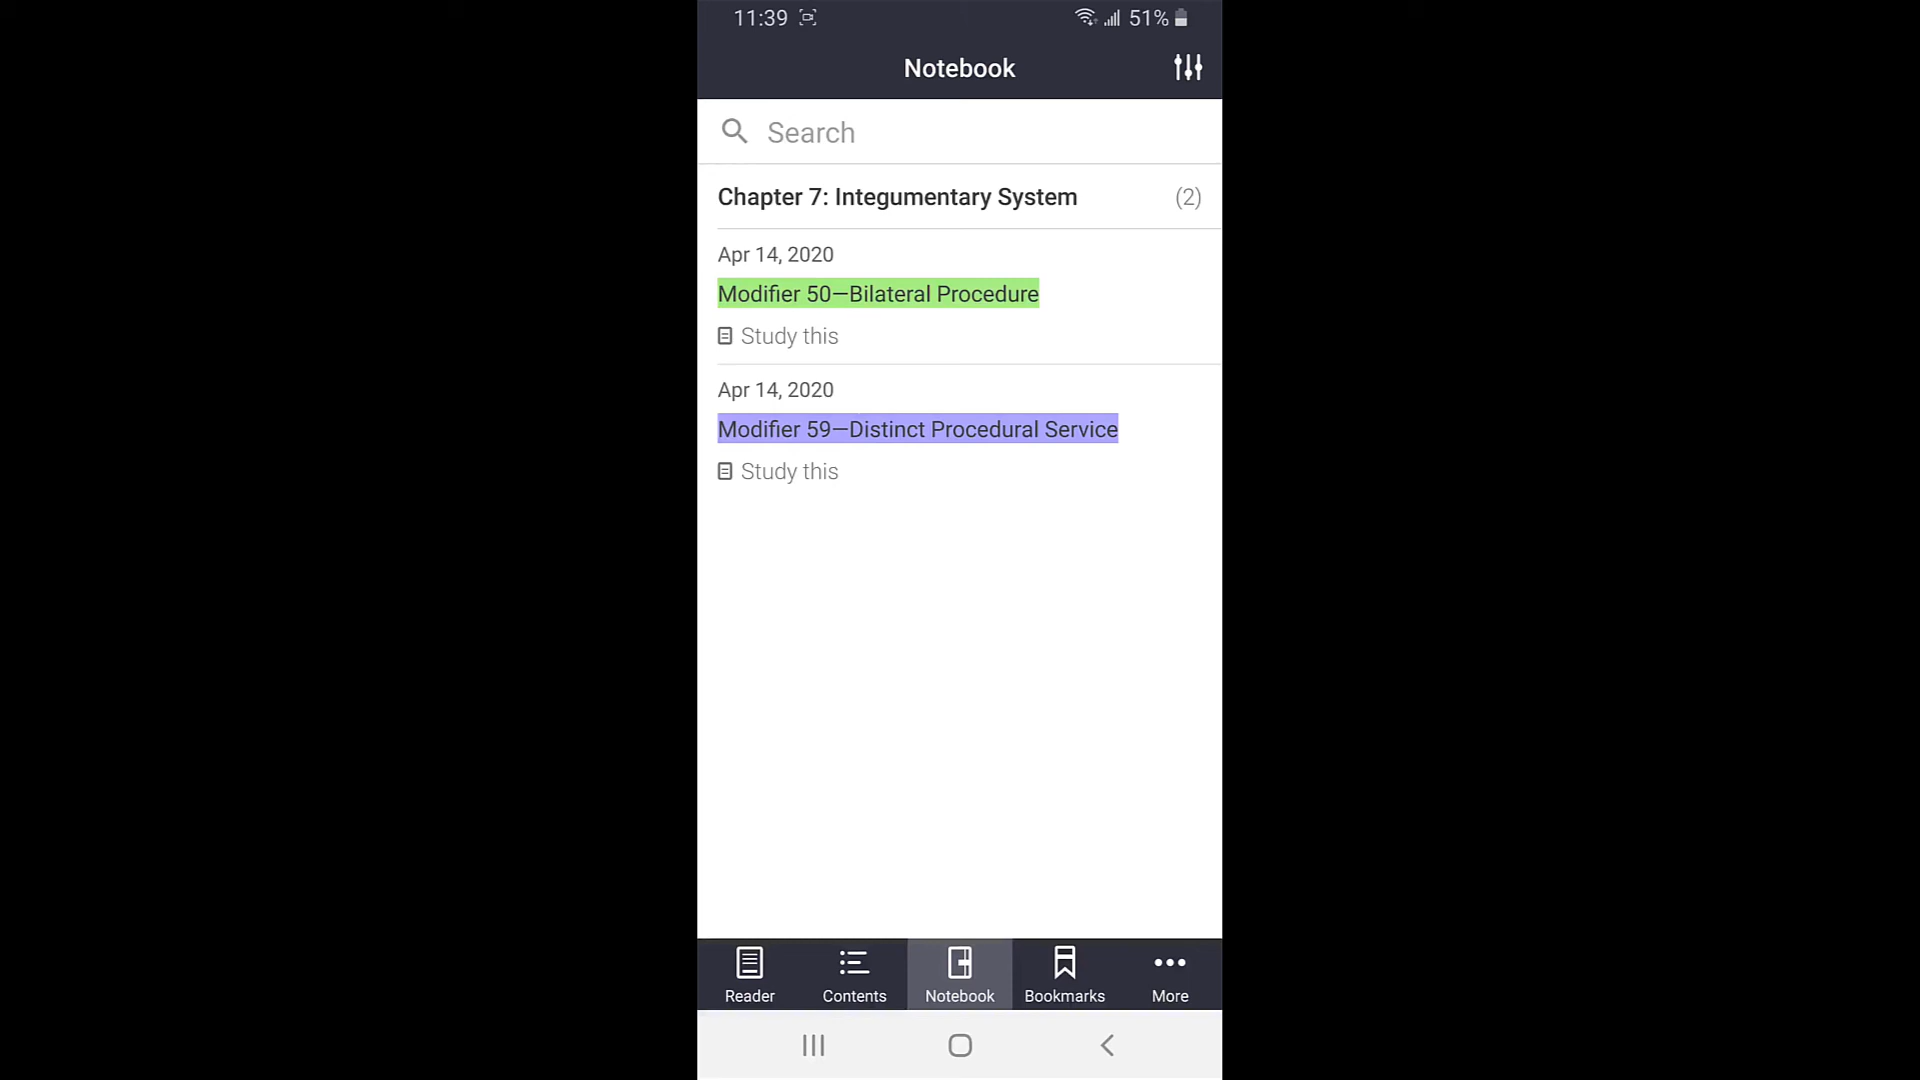 11:39 51%
Notebook
Search
Chapter 7: Integumentary System (2)
Apr 14, 2020
Modifier 50—Bilateral Procedure
Study this
Apr 14, 2020
Modifier 59—Distinct Procedural Service
Study this
Reader Contents Notebook Bookmarks More